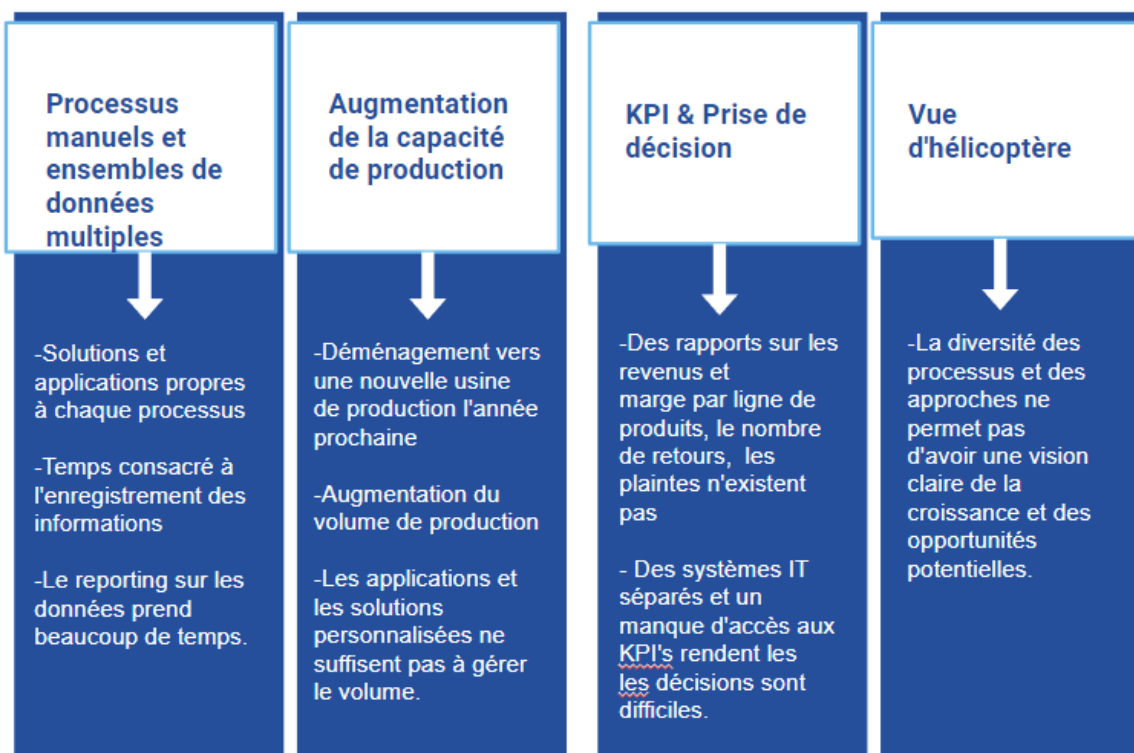 Processus
manuels et
ensembles de
données
multiples
-Solutions et
applications propres
à chaque processus
-Temps consacré à
l'enregistrement des
informations
-Le reporting sur les
données prend
beaucoup de temps.
Augmentation
de la capacité
de production
-Déménagement vers
une nouvelle usine
de production l'année
prochaine
-Augmentation du
volume de production
-Les applications et
les solutions
personnalisées ne
suffisent pas à gérer
le volume.
KPI & Prise de
décision
-Des rapports sur les
revenus et
marge par ligne de
produits, le nombre
de retours, les
plaintes n'existent
pas
- Des systèmes IT
séparés et un
manque d'accès aux
KPI's rendent les
les décisions sont
difficiles.
Vue
d'hélicoptère
-La diversité des
processus et des
approches ne
permet pas
d'avoir une vision
claire de la
croissance et des
opportunités
potentielles.